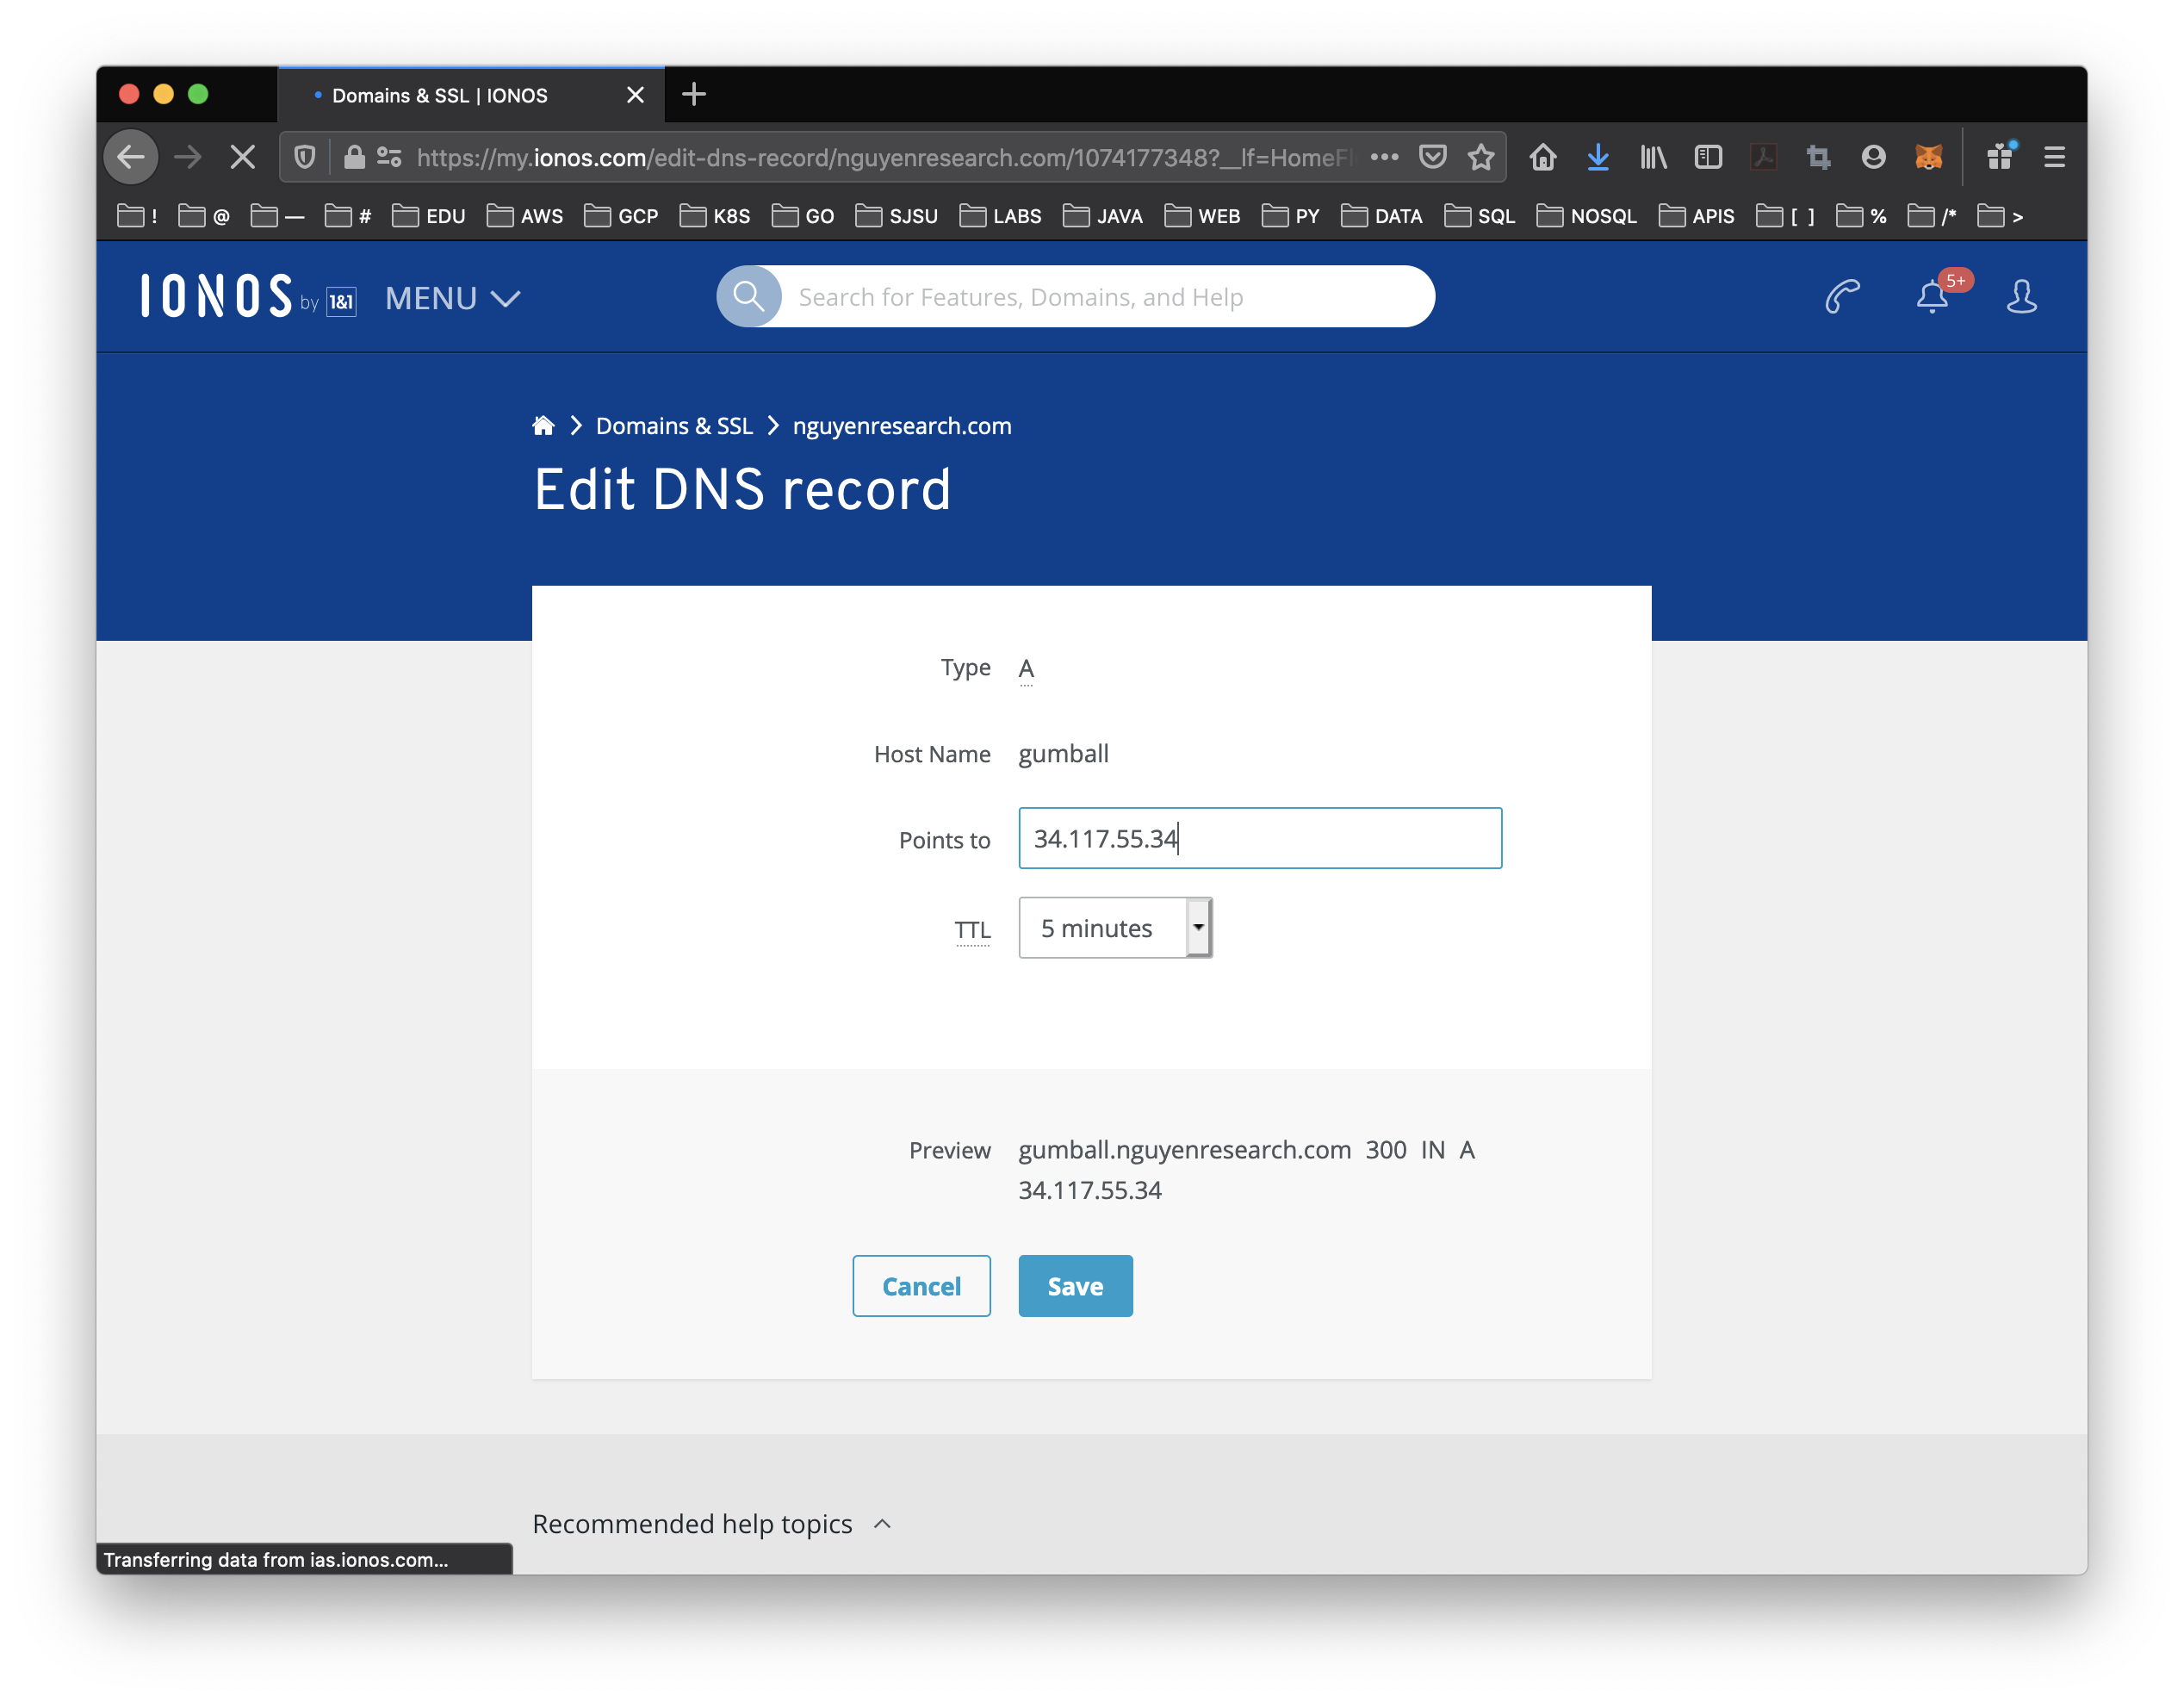 Domains & SSL | IONOS
https://my.ionos.com/edit-dns-record/nguyenresearch.com/1074177348?__lf=HomeFl
! @ — # EDU AWS GCP K8S GO SJSU LABS JAVA WEB PY DATA SQL NOSQL APIS [ ] % /* >
IONOS by 1&1 MENU Search for Features, Domains, and Help 5+
Domains & SSL > nguyenresearch.com
Edit DNS record
Type A
Host Name gumball
Points to 34.117.55.34
TTL 5 minutes
Preview gumball.nguyenresearch.com 300 IN A
34.117.55.34
Cancel Save
Recommended help topics
Transferring data from ias.ionos.com...